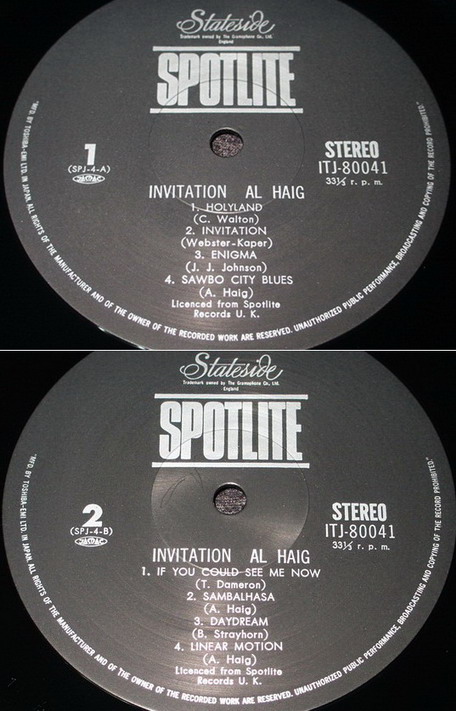 Stateside
Trademark owned by The Gramophone Co., Ltd.
England
SPOTLITE
1
(SPJ-4-A)
STEREO
ITJ-80041
33⅓ r. p. m.
INVITATION AL HAIG
1. HOLYLAND
(C. Walton)
2. INVITATION
(Webster-Kaper)
3. ENIGMA
(J. J. Johnson)
4. SAWBO CITY BLUES
(A. Haig)
Licenced from Spotlite
Records U. K.
"MF'D. BY TOSHIBA-EMI LTD. IN JAPAN. ALL RIGHTS OF THE MANUFACTURER AND OF THE OWNER OF THE RECORDED WORK ARE RESERVED. UNAUTHORIZED PUBLIC PERFORMANCE, BROADCASTING AND COPYING OF THE RECORD PROHIBITED."
Stateside
Trademark owned by The Gramophone Co., Ltd.
England
SPOTLITE
2
(SPJ-4-B)
STEREO
ITJ-80041
33⅓ r. p. m.
INVITATION AL HAIG
1. IF YOU COULD SEE ME NOW
(T. Dameron)
2. SAMBALHASA
(A. Haig)
3. DAYDREAM
(B. Strayhorn)
4. LINEAR MOTION
(A. Haig)
Licenced from Spotlite
Records U. K.
"MF'D. BY TOSHIBA-EMI LTD. IN JAPAN. ALL RIGHTS OF THE MANUFACTURER AND OF THE OWNER OF THE RECORDED WORK ARE RESERVED. UNAUTHORIZED PUBLIC PERFORMANCE, BROADCASTING AND COPYING OF THE RECORD PROHIBITED."